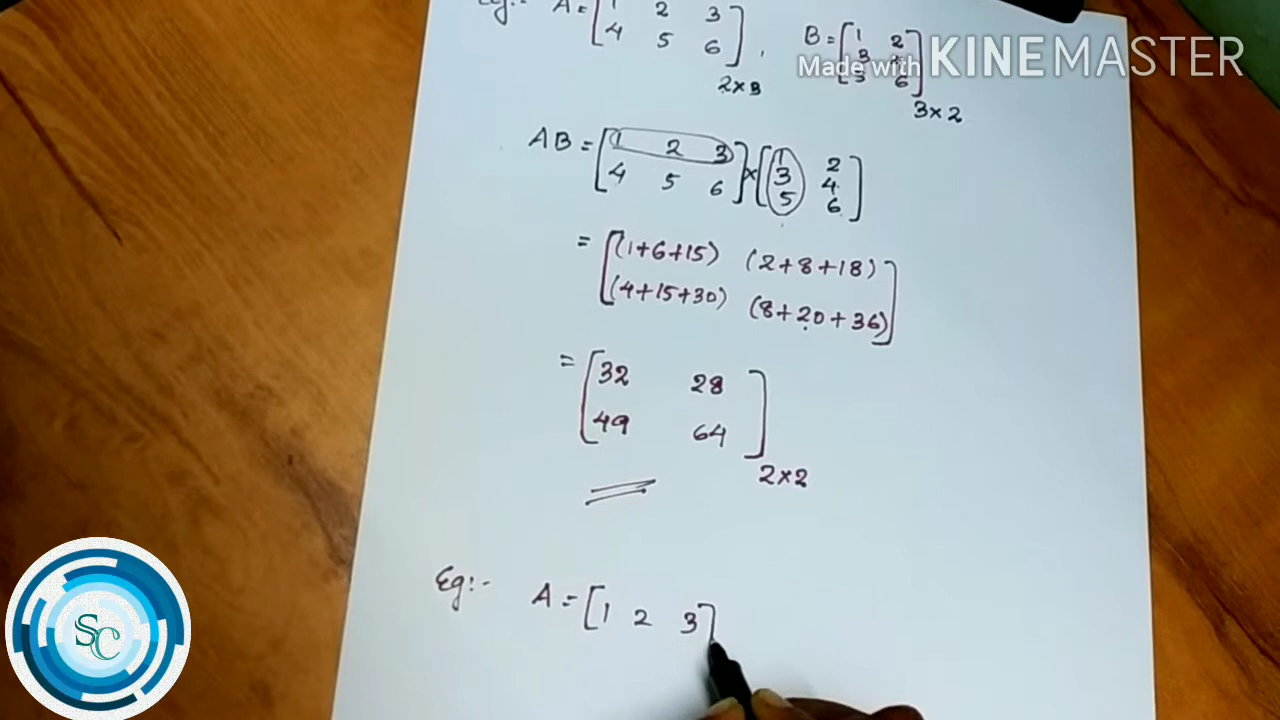 Eg:- A = [1 2 3
4 5 6], B = [1 2
3
3 6]
2×3 3×2
Made with KINEMASTER
AB = [1 2 3 × [1 2
4 5 6] 3 4
5 6]
= [(1+6+15) (2+8+18)
(4+15+30) (8+20+36)]
= [32 28
49 64]
2×2
Eg:- A = [1 2 3]
SC